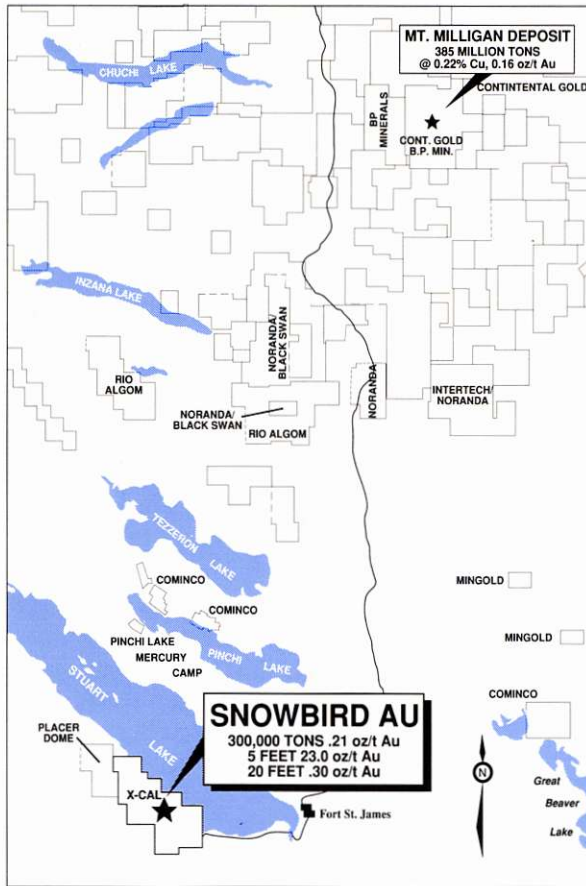 MT. MILLIGAN DEPOSIT
385 MILLION TONS
@ 0.22% Cu, 0.16 oz/t Au
CONTINTENTAL GOLD
CHUCHI LAKE
BP
MINERALS
CONT. GOLD
B.P. MIN.
INZANA LAKE
NORANDA/
BLACK SWAN
RIO
ALGOM
NORANDA/
BLACK SWAN
RIO ALGOM
NORANDA
INTERTECH/
NORANDA
TEZZERON LAKE
COMINCO
COMINCO
MINGOLD
PINCHI LAKE
MERCURY
CAMP
PINCHI LAKE
MINGOLD
STUART LAKE
COMINCO
SNOWBIRD AU
300,000 TONS .21 oz/t Au
5 FEET 23.0 oz/t Au
20 FEET .30 oz/t Au
PLACER
DOME
X-CAL
Fort St. James
N
Great
Beaver
Lake